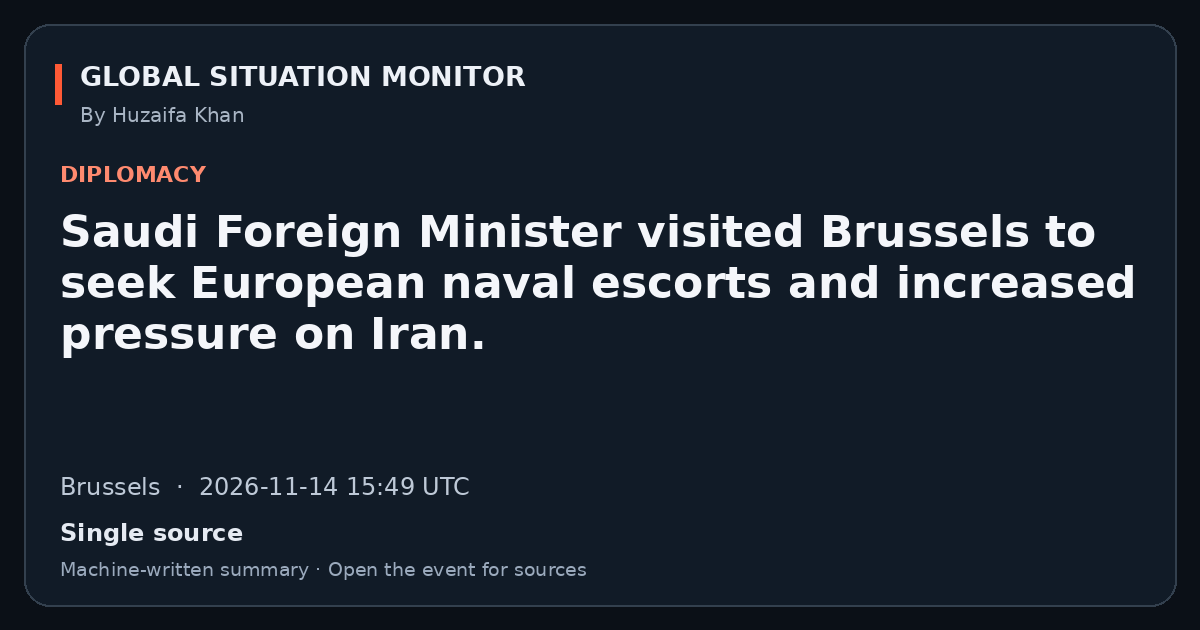 GLOBAL SITUATION MONITOR
By Huzaifa Khan
DIPLOMACY
Saudi Foreign Minister visited Brussels to
seek European naval escorts and increased
pressure on Iran.
Brussels · 2026-11-14 15:49 UTC
Single source
Machine-written summary · Open the event for sources